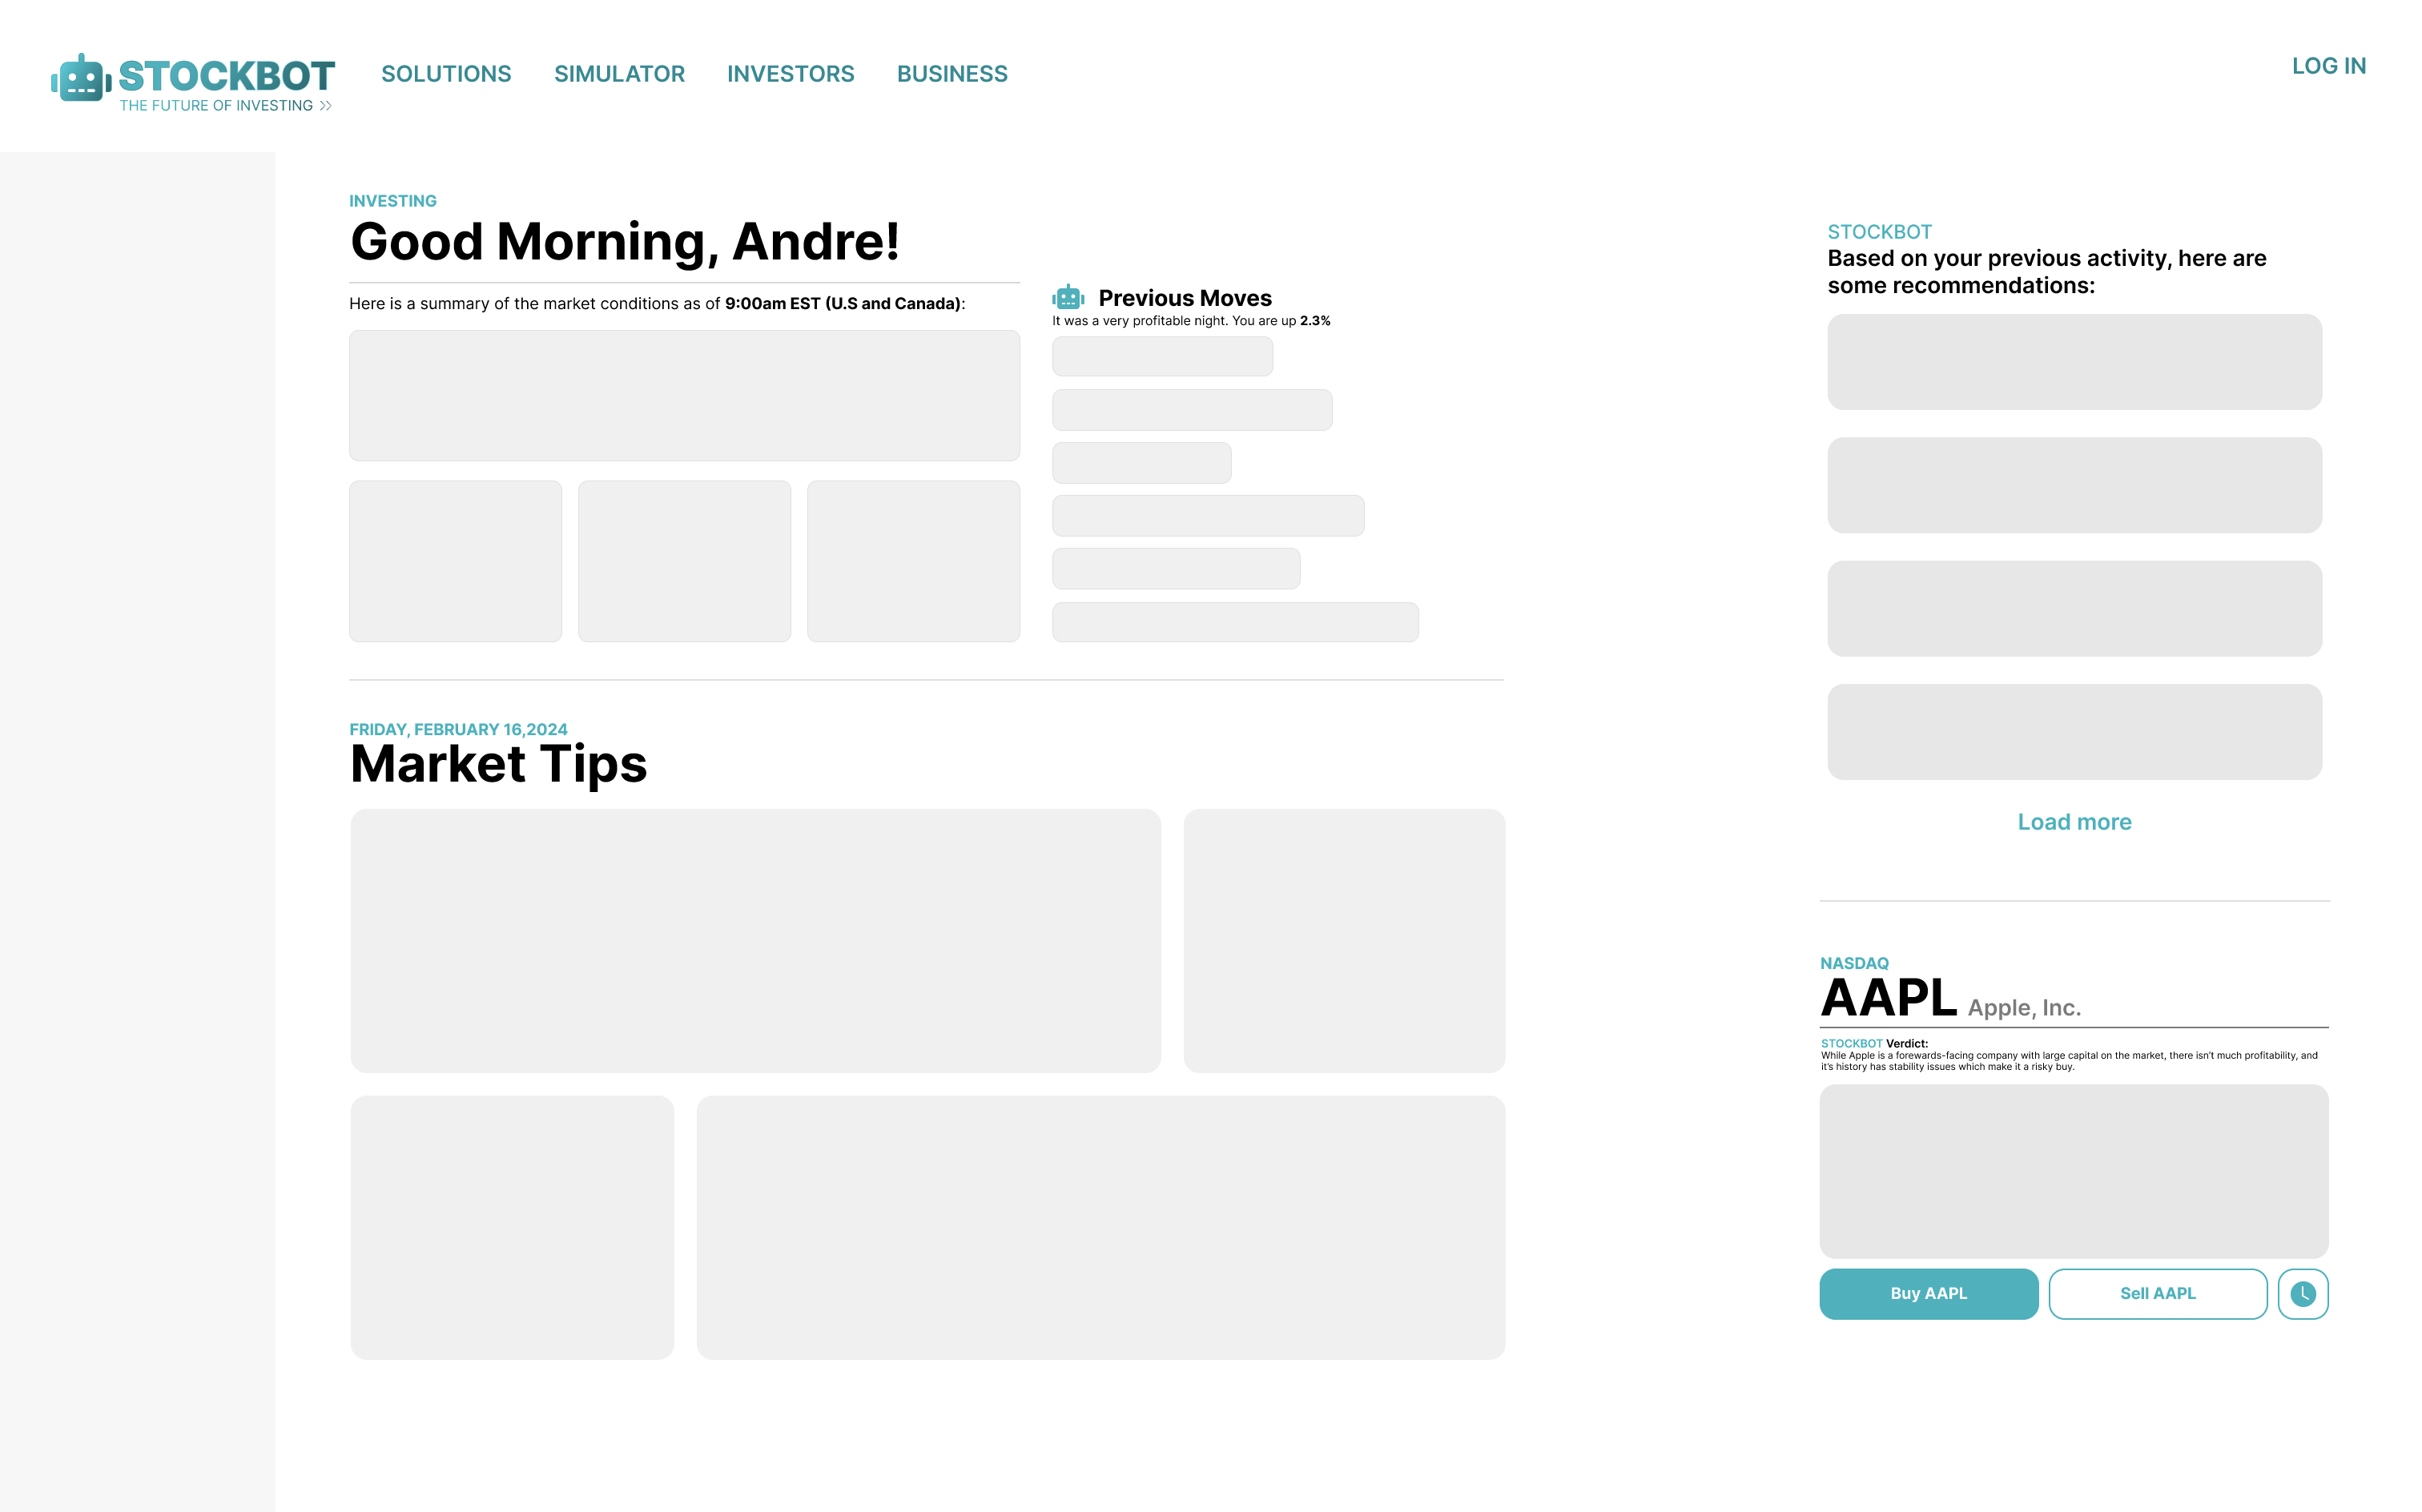 STOCKBOT
THE FUTURE OF INVESTING >>
SOLUTIONS
SIMULATOR
INVESTORS
BUSINESS
LOG IN
INVESTING
Good Morning, Andre!
Here is a summary of the market conditions as of 9:00am EST (U.S and Canada):
Previous Moves
It was a very profitable night. You are up 2.3%
FRIDAY, FEBRUARY 16,2024
Market Tips
STOCKBOT
Based on your previous activity, here are
some recommendations:
Load more
NASDAQ
AAPL Apple, Inc.
STOCKBOT Verdict:
While Apple is a forewards-facing company with large capital on the market, there isn't much profitability, and
it's history has stability issues which make it a risky buy.
Buy AAPL
Sell AAPL